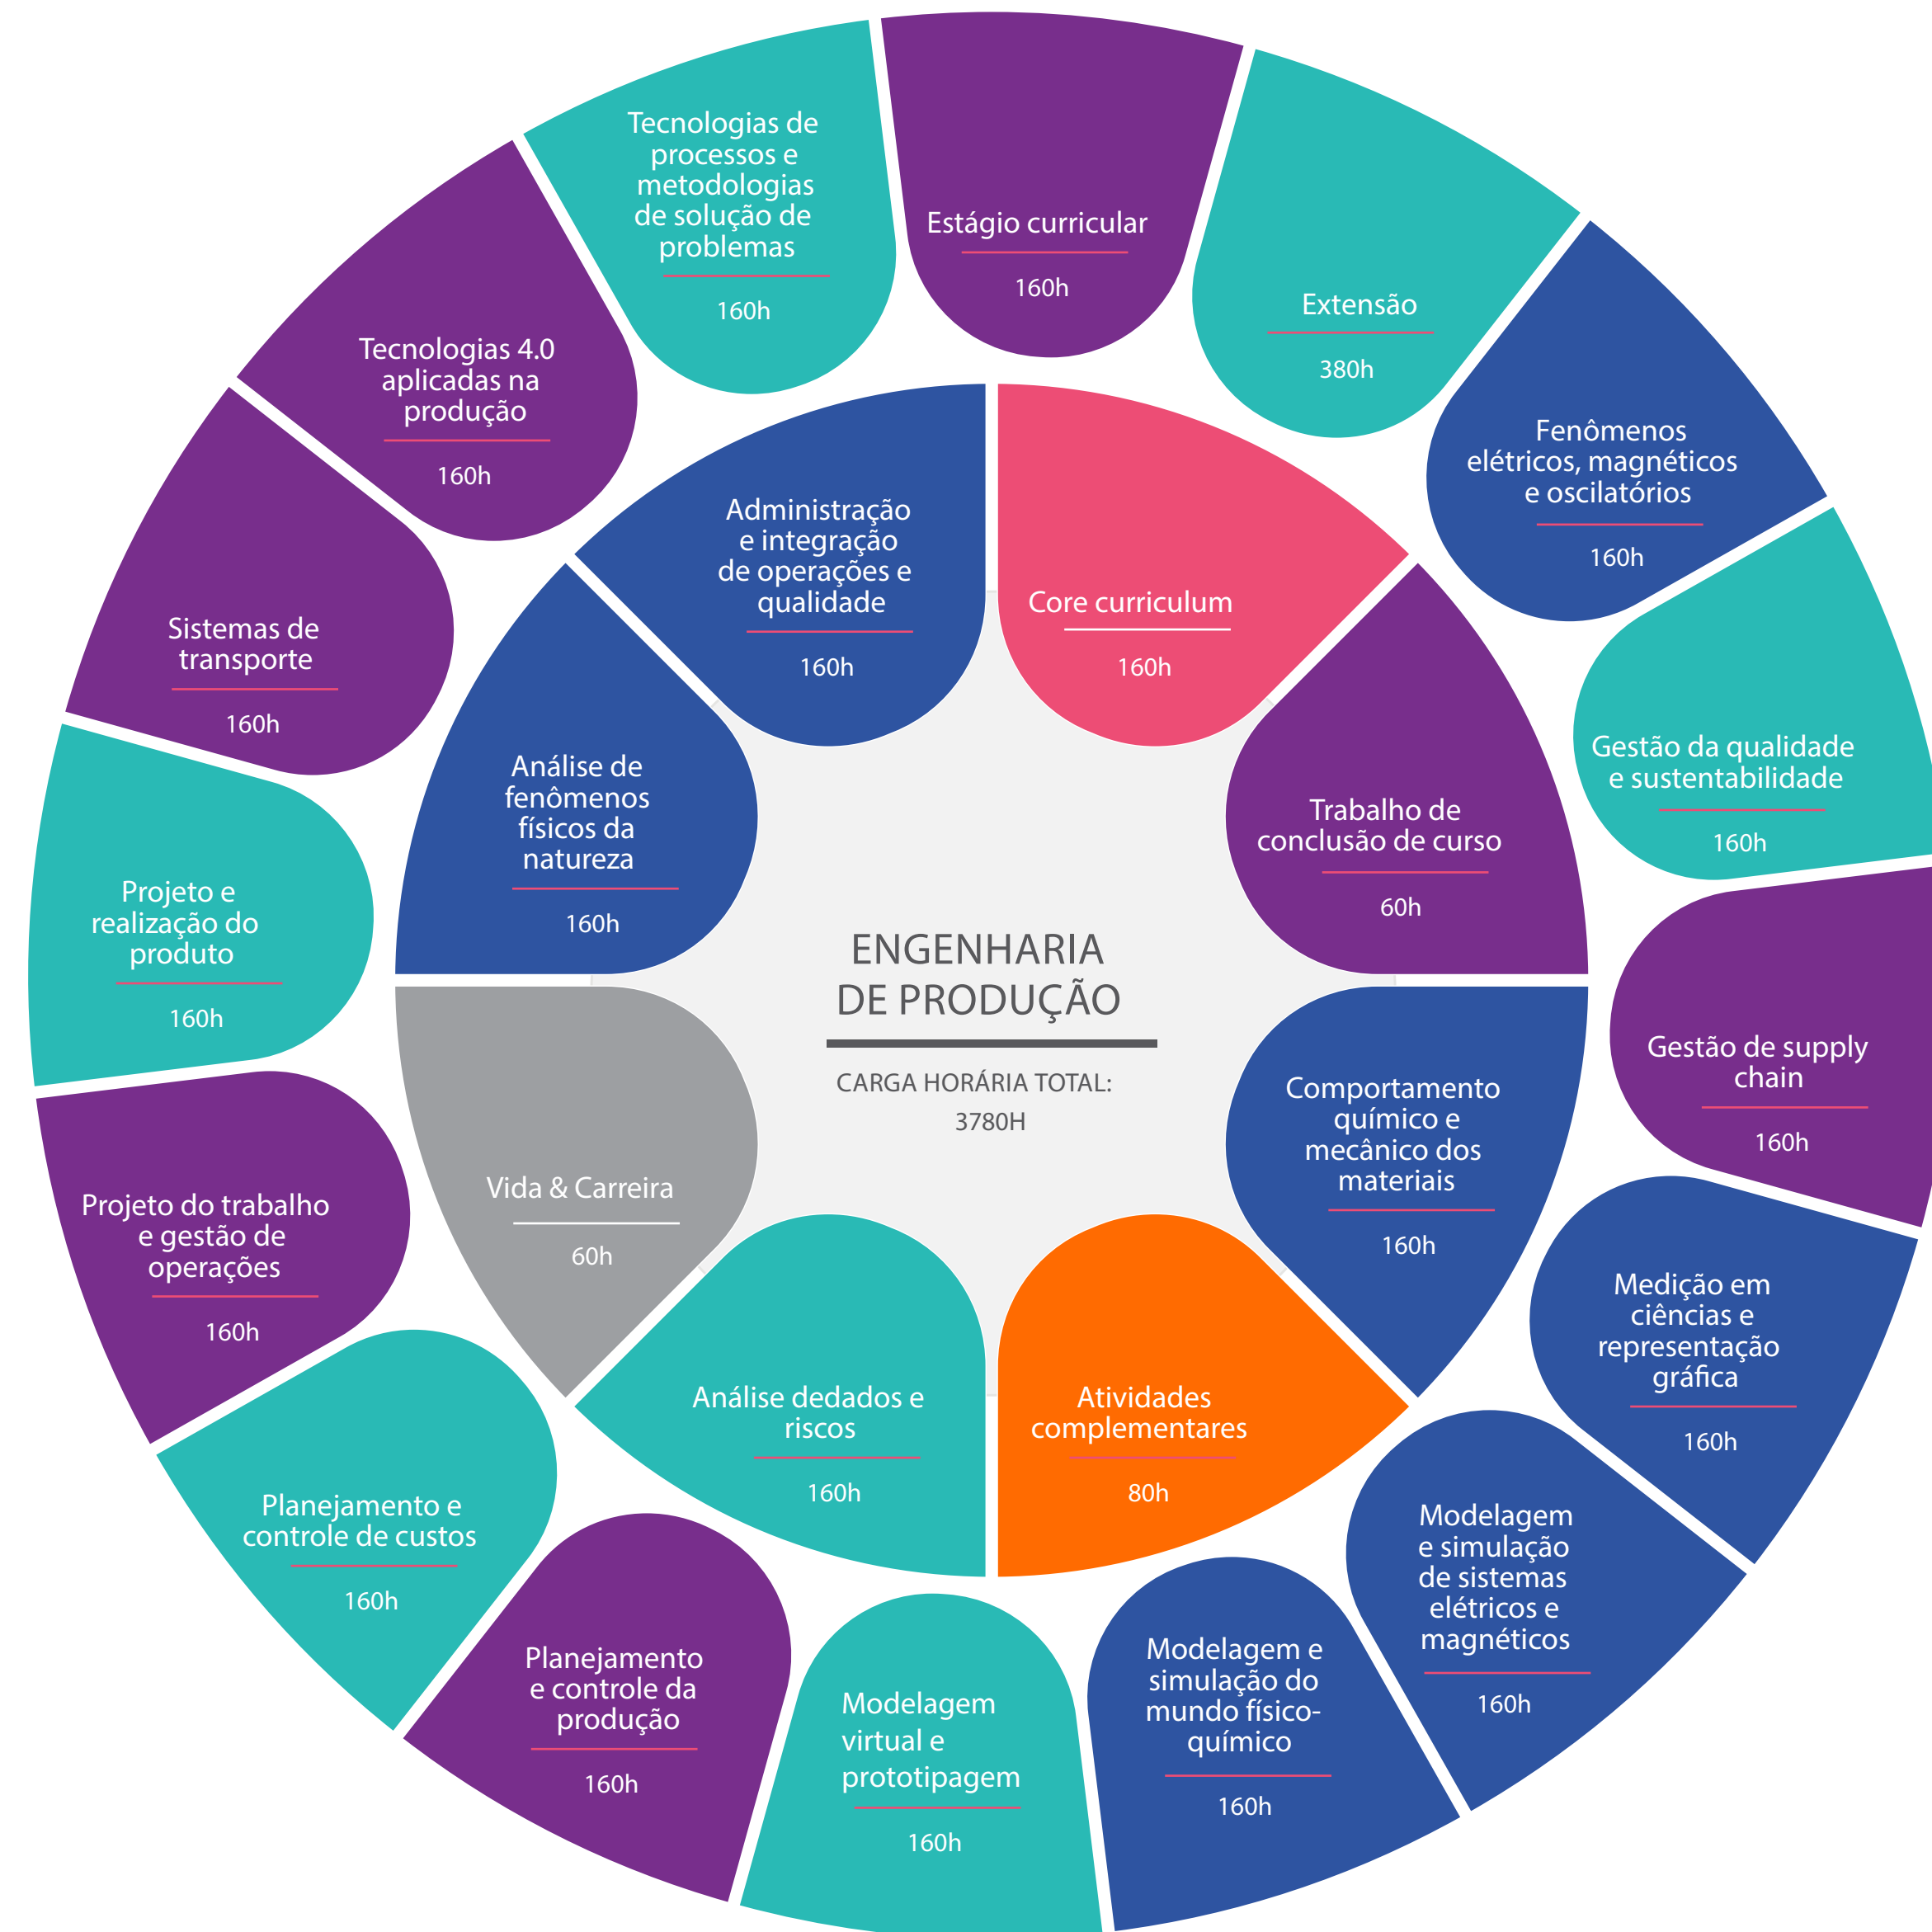 Tecnologias de
processos e
metodologias
de solução de
problemas
160h
Estágio curricular
160h
Extensão
380h
Fenômenos
elétricos, magnéticos
e oscilatórios
160h
Gestão da qualidade
e sustentabilidade
160h
Gestão de supply
chain
160h
Medição em
ciências e
representação
gráfica
160h
Modelagem
e simulação
de sistemas
elétricos e
magnéticos
160h
Modelagem e
simulação do
mundo físico-
químico
160h
Modelagem
virtual e
prototipagem
160h
Planejamento
e controle da
produção
160h
Planejamento e
controle de custos
160h
Projeto do trabalho
e gestão de
operações
160h
Projeto e
realização do
produto
160h
Sistemas de
transporte
160h
Tecnologias 4.0
aplicadas na
produção
160h
Administração
e integração
de operações e
qualidade
160h
Core curriculum
160h
Trabalho de
conclusão de curso
60h
Comportamento
químico e
mecânico dos
materiais
160h
Atividades
complementares
80h
Análise dedados e
riscos
160h
Vida & Carreira
60h
Análise de
fenômenos
físicos da
natureza
160h
ENGENHARIA
DE PRODUÇÃO
CARGA HORÁRIA TOTAL:
3780H